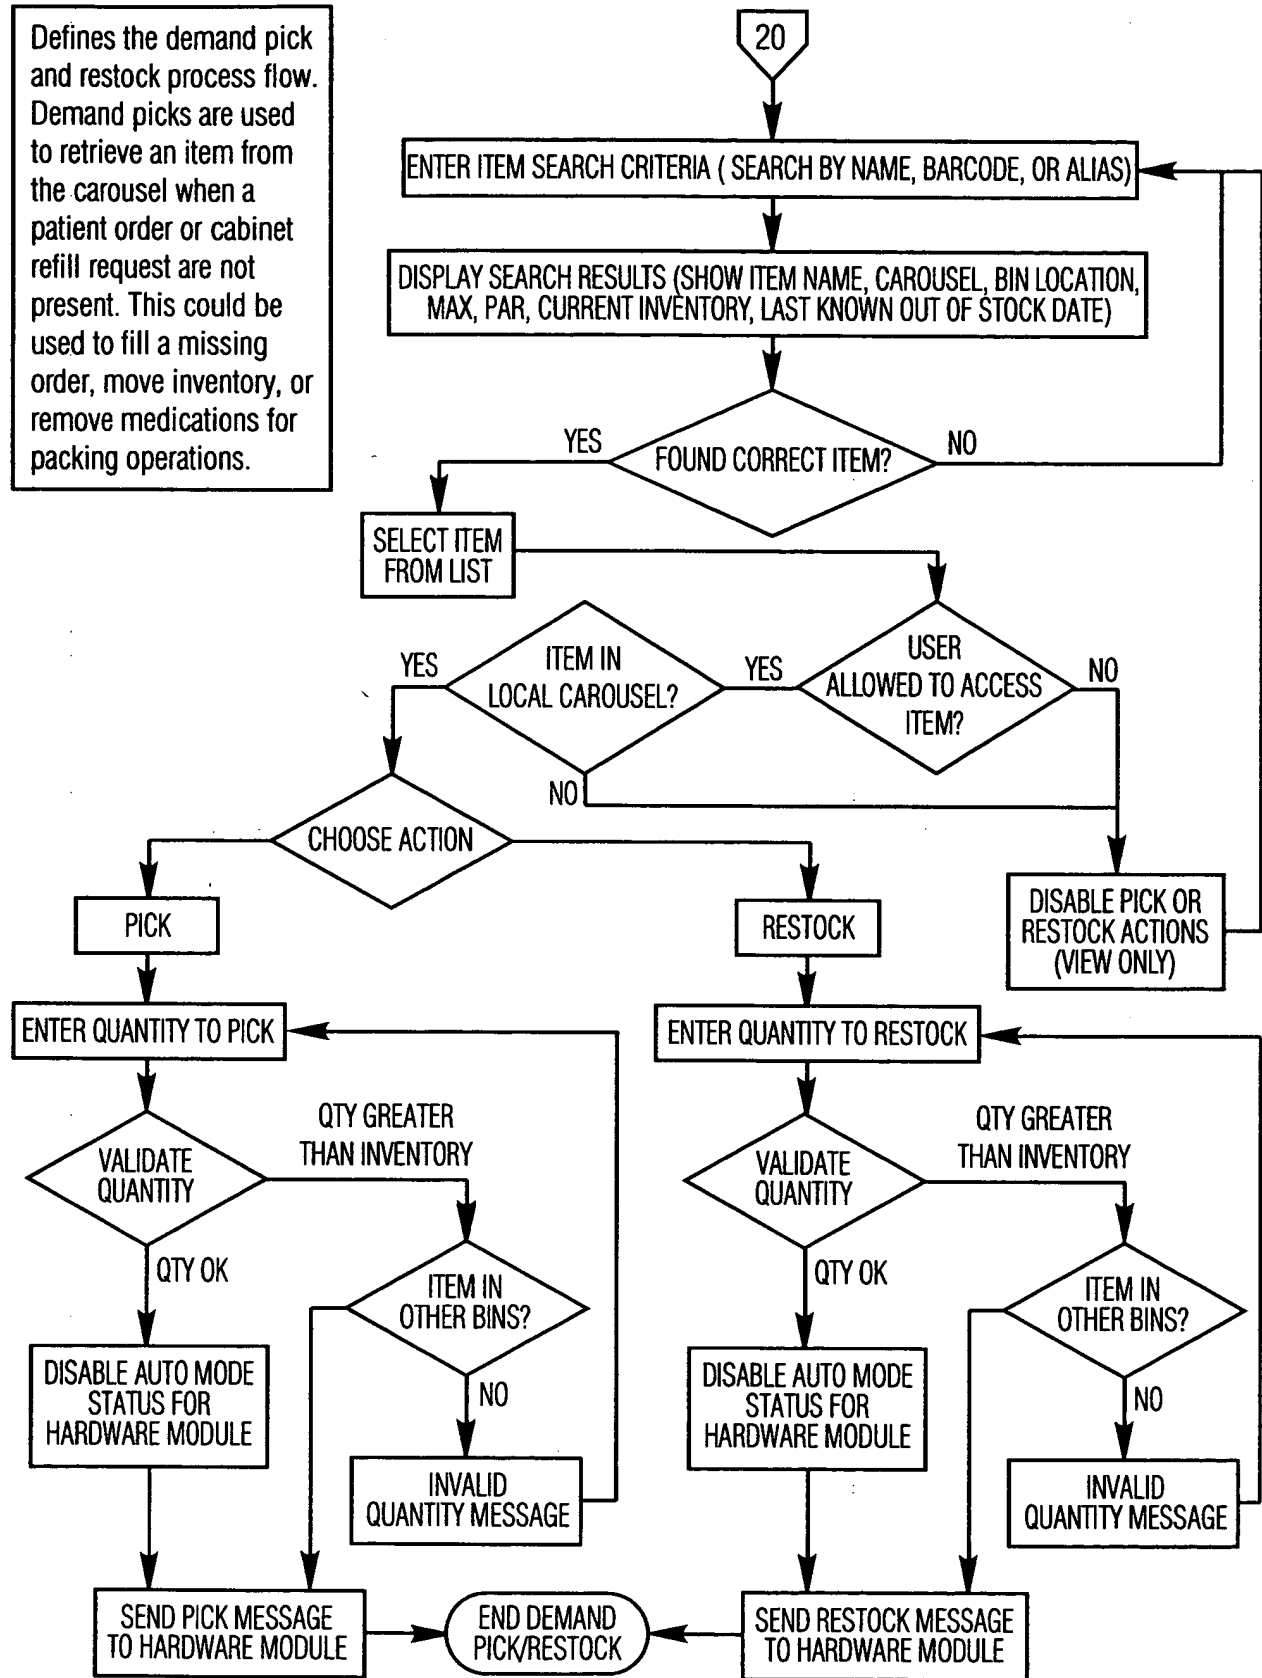 Defines the demand pick
and restock process flow.
Demand picks are used
to retrieve an item from
the carousel when a
patient order or cabinet
refill request are not
present. This could be
used to fill a missing
order, move inventory, or
remove medications for
packing operations.
20
ENTER ITEM SEARCH CRITERIA ( SEARCH BY NAME, BARCODE, OR ALIAS)
DISPLAY SEARCH RESULTS (SHOW ITEM NAME, CAROUSEL, BIN LOCATION,
MAX, PAR, CURRENT INVENTORY, LAST KNOWN OUT OF STOCK DATE)
YES
FOUND CORRECT ITEM?
NO
SELECT ITEM
FROM LIST
YES
ITEM IN
LOCAL CAROUSEL?
YES
USER
ALLOWED TO ACCESS
ITEM?
NO
NO
CHOOSE ACTION
PICK
RESTOCK
DISABLE PICK OR
RESTOCK ACTIONS
(VIEW ONLY)
ENTER QUANTITY TO PICK
ENTER QUANTITY TO RESTOCK
VALIDATE
QUANTITY
QTY GREATER
THAN INVENTORY
VALIDATE
QUANTITY
QTY GREATER
THAN INVENTORY
QTY OK
ITEM IN
OTHER BINS?
QTY OK
ITEM IN
OTHER BINS?
DISABLE AUTO MODE
STATUS FOR
HARDWARE MODULE
NO
DISABLE AUTO MODE
STATUS FOR
HARDWARE MODULE
NO
INVALID
QUANTITY MESSAGE
INVALID
QUANTITY MESSAGE
SEND PICK MESSAGE
TO HARDWARE MODULE
END DEMAND
PICK/RESTOCK
SEND RESTOCK MESSAGE
TO HARDWARE MODULE